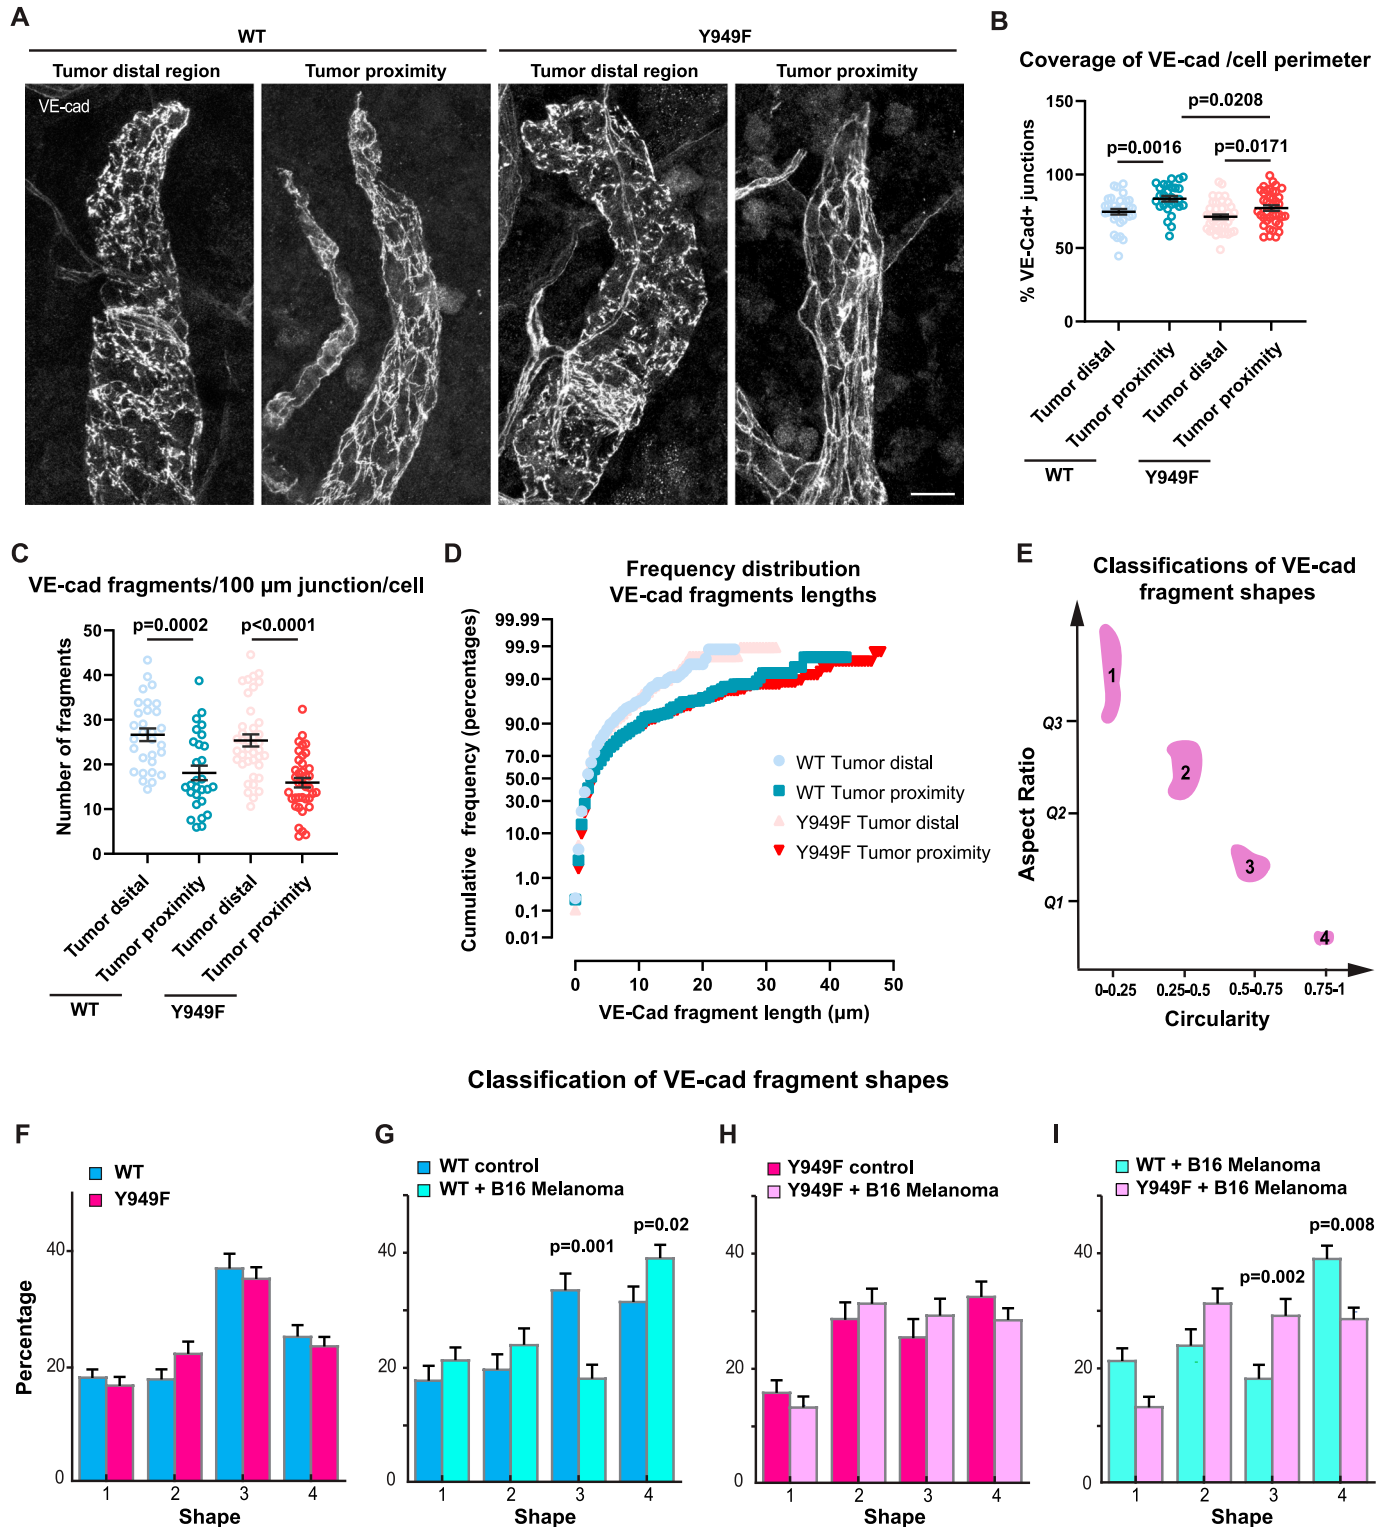 A
WT
Y949F
Tumor distal region
Tumor proximity
Tumor distal region
Tumor proximity
VE-cad
B
Coverage of VE-cad /cell perimeter
% VE-Cad+ junctions
150
100
50
0
p=0.0208
p=0.0016
p=0.0171
Tumor distal
Tumor proximity
Tumor distal
Tumor proximity
WT
Y949F
C
VE-cad fragments/100 µm junction/cell
Number of fragments
50
40
30
20
10
0
p=0.0002
p<0.0001
Tumor dsital
Tumor proximity
Tumor distal
Tumor proximity
WT
Y949F
D
Frequency distribution
VE-cad fragments lengths
Cumulative frequency (percentages)
99.99
99.9
99.0
90.0
70.0
50.0
30.0
10.0
1.0
0.1
0.01
WT Tumor distal
WT Tumor proximity
Y949F Tumor distal
Y949F Tumor proximity
0 10 20 30 40 50
VE-Cad fragment length (µm)
E
Classifications of VE-cad
fragment shapes
Aspect Ratio
Q3
Q2
Q1
1
2
3
4
0-0.25 0.25-0.5 0.5-0.75 0.75-1
Circularity
Classification of VE-cad fragment shapes
F
WT
Y949F
Percentage
40
20
0
1 2 3 4
Shape
G
WT control
WT + B16 Melanoma
p=0.001
p=0.02
40
20
0
1 2 3 4
Shape
H
Y949F control
Y949F + B16 Melanoma
40
20
0
1 2 3 4
Shape
I
WT + B16 Melanoma
Y949F + B16 Melanoma
p=0.008
p=0.002
40
20
0
1 2 3 4
Shape